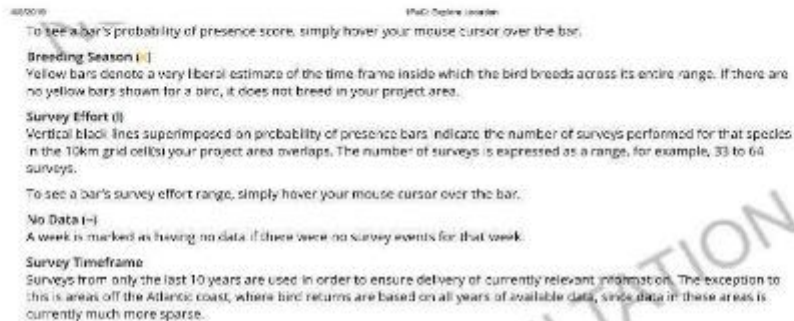 IPaC: Explore Location
To see a bar's probability of presence score, simply hover your mouse cursor over the bar.
Breeding Season ( )
Yellow bars denote a very liberal estimate of the time frame inside which the bird breeds across its entire range. If there are
no yellow bars shown for a bird, it does not breed in your project area.
Survey Effort (l)
Vertical black lines superimposed on probability of presence bars indicate the number of surveys performed for that species
in the 10km grid cell(s) your project area overlaps. The number of surveys is expressed as a range, for example, 33 to 64
surveys.
To see a bar's survey effort range, simply hover your mouse cursor over the bar.
No Data (–)
A week is marked as having no data if there were no survey events for that week.
Survey Timeframe
Surveys from only the last 10 years are used in order to ensure delivery of currently relevant information. The exception to
this is areas off the Atlantic coast, where bird returns are based on all years of available data, since data in these areas is
currently much more sparse.
TATION